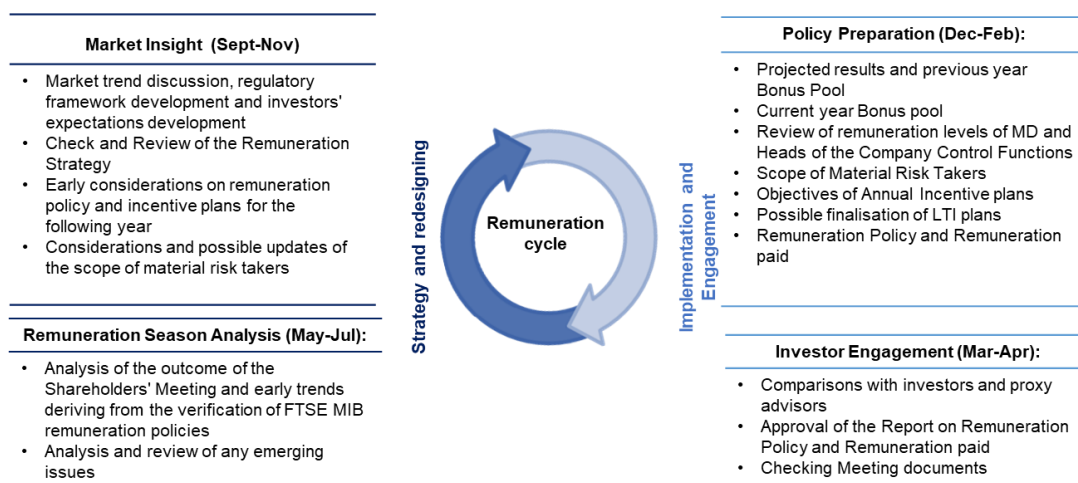 Market Insight (Sept-Nov)
• Market trend discussion, regulatory
framework development and investors'
expectations development
• Check and Review of the Remuneration
Strategy
• Early considerations on remuneration
policy and incentive plans for the
following year
• Considerations and possible updates of
the scope of material risk takers
Remuneration Season Analysis (May-Jul):
• Analysis of the outcome of the
Shareholders' Meeting and early trends
deriving from the verification of FTSE MIB
remuneration policies
• Analysis and review of any emerging
issues
Strategy and redesigning
Remuneration
cycle
Implementation and
Engagement
Policy Preparation (Dec-Feb):
• Projected results and previous year
Bonus Pool
• Current year Bonus pool
• Review of remuneration levels of MD and
Heads of the Company Control Functions
• Scope of Material Risk Takers
• Objectives of Annual Incentive plans
• Possible finalisation of LTI plans
• Remuneration Policy and Remuneration
paid
Investor Engagement (Mar-Apr):
• Comparisons with investors and proxy
advisors
• Approval of the Report on Remuneration
Policy and Remuneration paid
• Checking Meeting documents